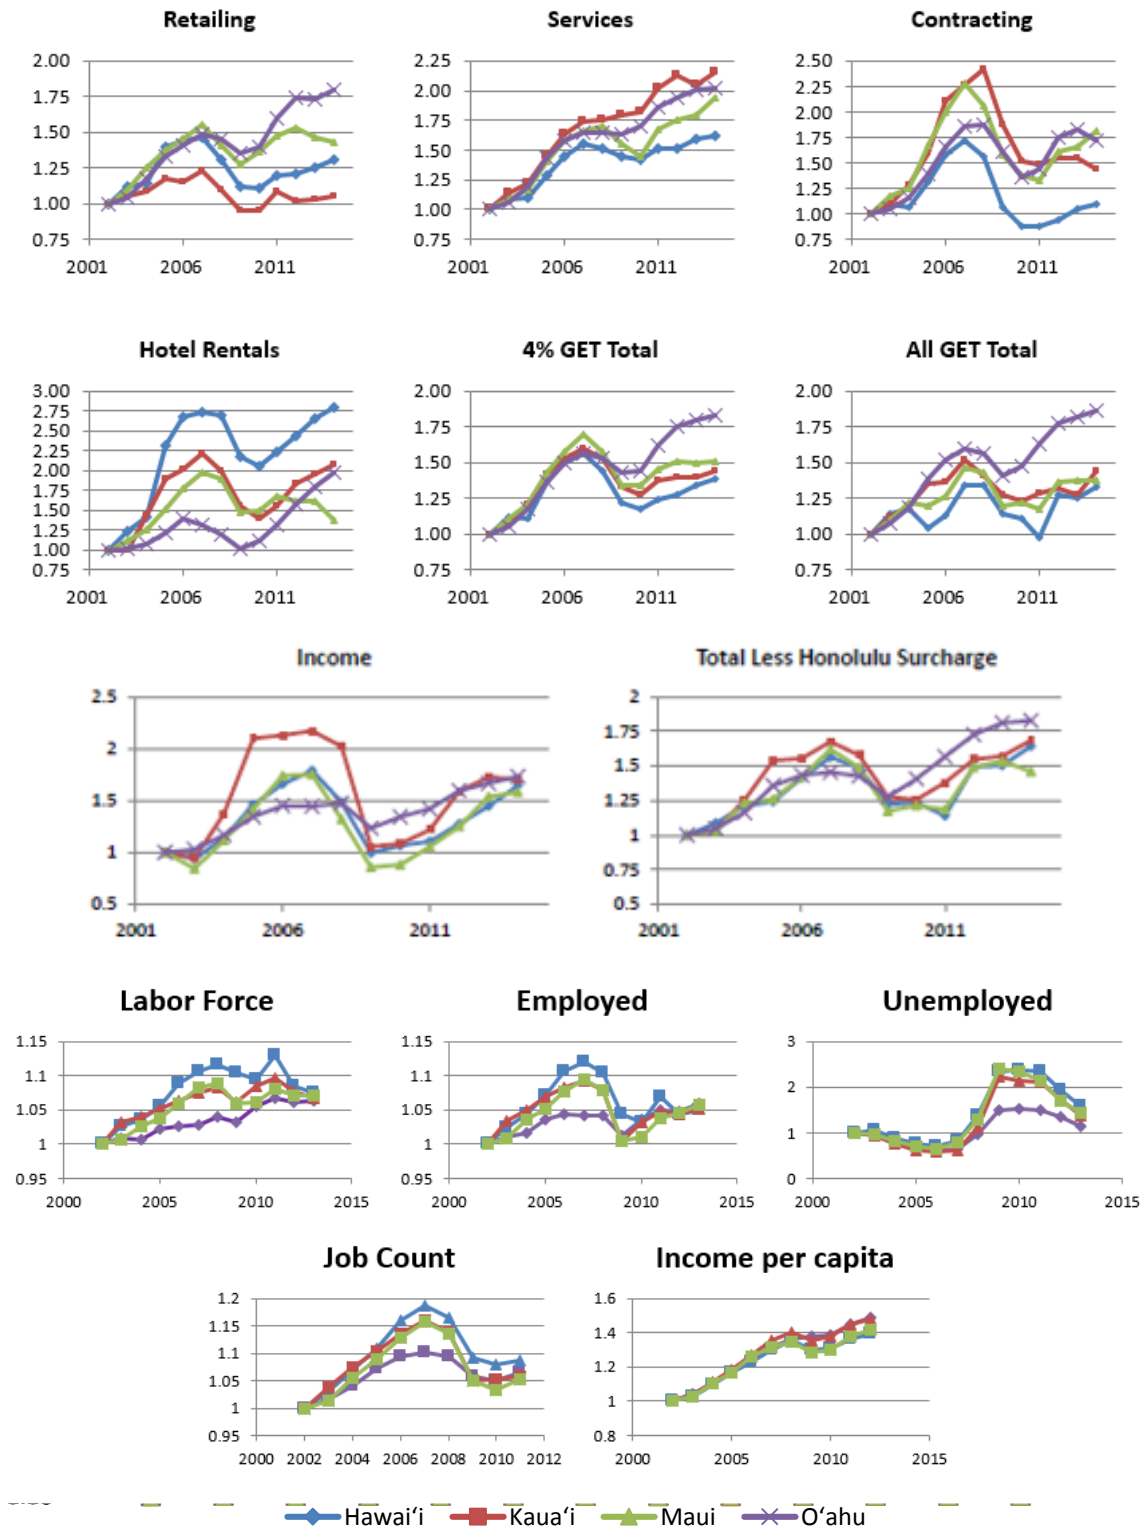 Retailing Services Contracting
2.00 2.25 2.50
1.75 2.00 2.25
1.50 1.75 2.00
1.25 1.50 1.75
1.00 1.25 1.50
0.75 1.00 1.25
0.75 1.00
0.75
2001 2006 2011 2001 2006 2011 2001 2006 2011
Hotel Rentals 4% GET Total All GET Total
3.00 2.00 2.00
2.75 1.75 1.75
2.50 1.50 1.50
2.25 1.25 1.25
2.00 1.00 1.00
1.75 0.75 0.75
1.50
1.25
1.00
0.75
2001 2006 2011 2001 2006 2011 2001 2006 2011
Income Total Less Honolulu Surcharge
2.5 2
2 1.75
1.5 1.5
1 1.25
0.5 1
0.75
0.5
2001 2006 2011 2001 2006 2011
Labor Force Employed Unemployed
1.15 1.15 3
1.1 1.1 2
1.05 1.05 1
1 1 0
0.95 0.95
2000 2005 2010 2015 2000 2005 2010 2015 2000 2005 2010 2015
Job Count Income per capita
1.2 1.6
1.15 1.4
1.1 1.2
1.05 1
1 0.8
0.95
2000 2002 2004 2006 2008 2010 2012 2000 2005 2010 2015
Hawaiʻi Kauaʻi Maui Oʻahu